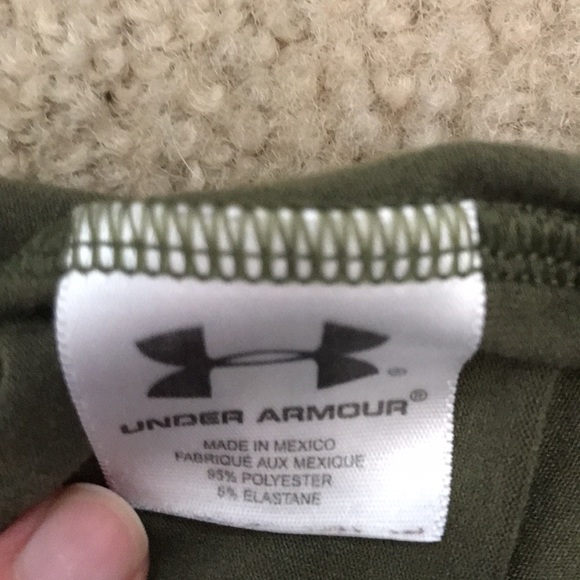 UNDER ARMOUR®
MADE IN MEXICO
FABRIQUÉ AUX MEXIQUE
95% POLYESTER
5% ELASTANE